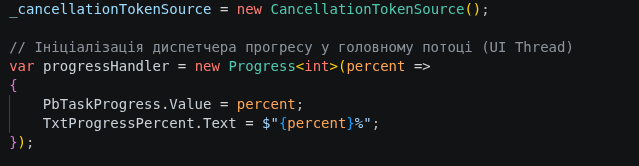 _cancellationTokenSource = new CancellationTokenSource();
// Ініціалізація диспетчера прогресу у головному потоці (UI Thread)
var progressHandler = new Progress<int>(percent =>
{
    PbTaskProgress.Value = percent;
    TxtProgressPercent.Text = $"{percent}%";
});